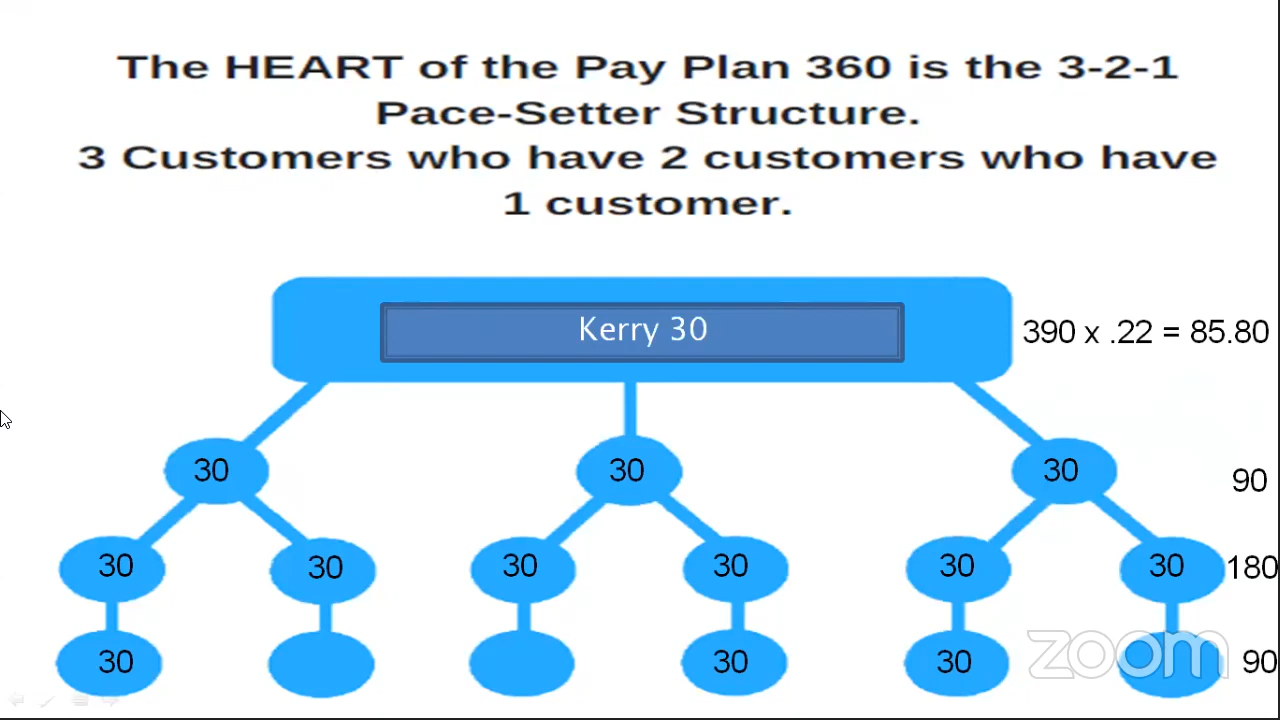 The HEART of the Pay Plan 360 is the 3-2-1
Pace-Setter Structure.
3 Customers who have 2 customers who have
1 customer.
Kerry 30
390 x .22 = 85.80
30 30 30 90
30 30 30 30 30 30 180
30 30 30 90
zoom